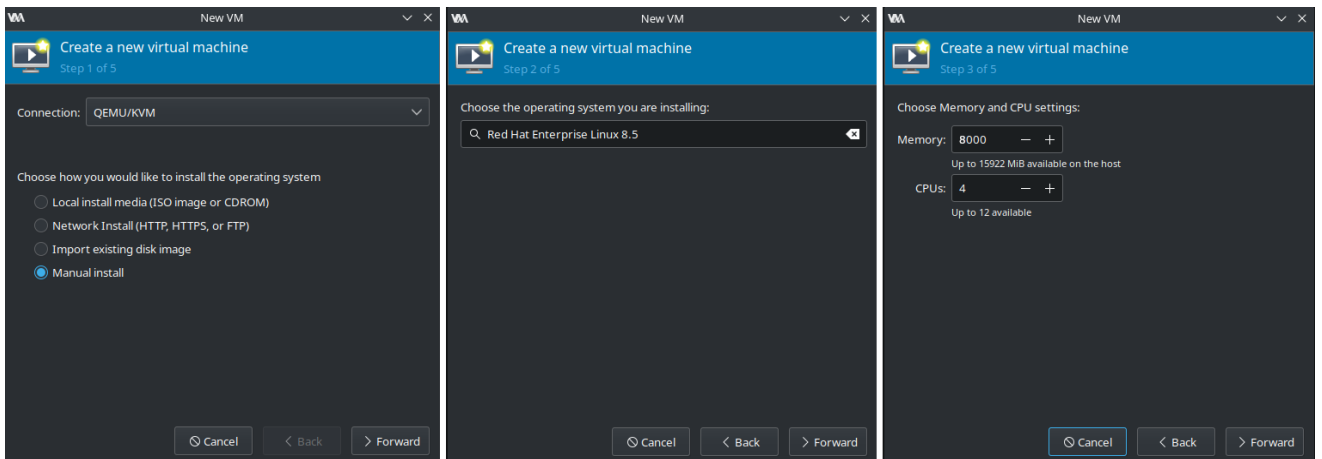 New VM
Create a new virtual machine
Step 1 of 5
Connection: QEMU/KVM
Choose how you would like to install the operating system
Local install media (ISO image or CDROM)
Network Install (HTTP, HTTPS, or FTP)
Import existing disk image
Manual install
Cancel Back Forward
New VM
Create a new virtual machine
Step 2 of 5
Choose the operating system you are installing:
Red Hat Enterprise Linux 8.5
Cancel Back Forward
New VM
Create a new virtual machine
Step 3 of 5
Choose Memory and CPU settings:
Memory: 8000 − +
Up to 15922 MiB available on the host
CPUs: 4 − +
Up to 12 available
Cancel Back Forward